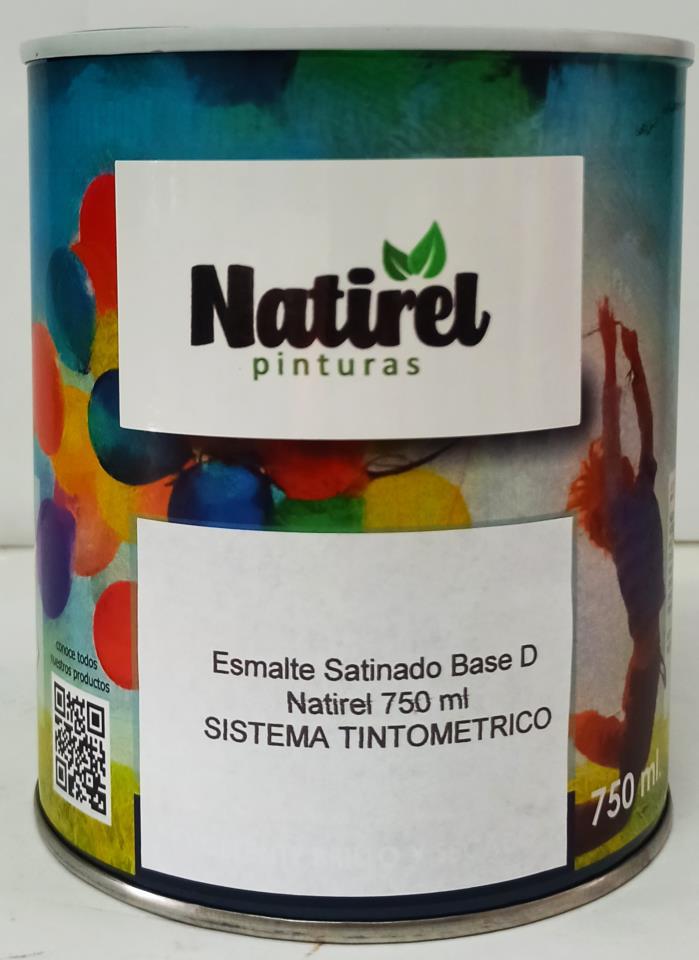 Natirel
pinturas
Esmalte Satinado Base D
Natirel 750 ml
SISTEMA TINTOMETRICO
conoce todos
nuestros productos
750 ml.